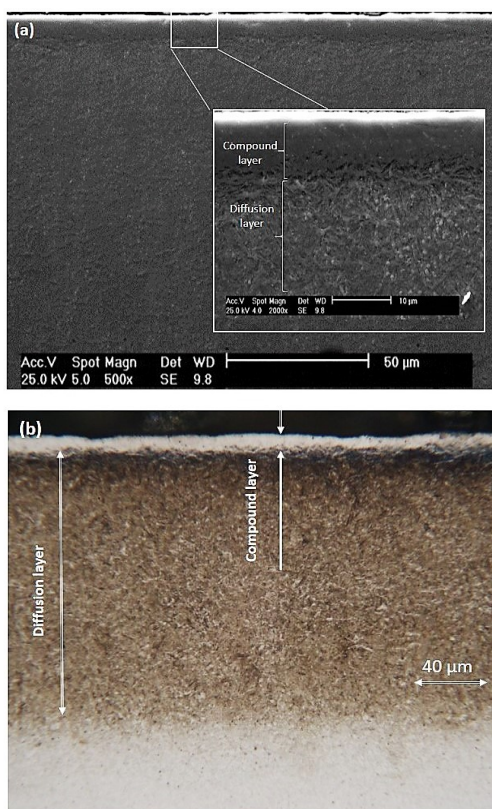 (a)
Compound
layer
Diffusion
layer
Acc.V Spot Magn Det WD 10 µm
25.0 kV 4.0 2000x SE 9.8
Acc.V Spot Magn Det WD 50 µm
25.0 kV 5.0 500x SE 9.8
(b)
Diffusion layer
Compound layer
40 µm